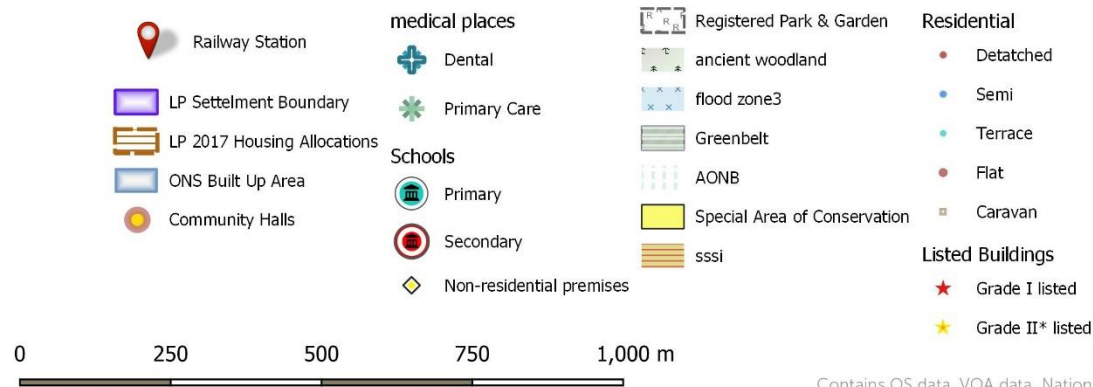 Railway Station
LP Settelment Boundary
LP 2017 Housing Allocations
ONS Built Up Area
Community Halls
medical places
Dental
Primary Care
Schools
Primary
Secondary
Non-residential premises
R R R R Registered Park & Garden
ancient woodland
flood zone3
Greenbelt
AONB
Special Area of Conservation
sssi
Residential
Detatched
Semi
Terrace
Flat
Caravan
Listed Buildings
Grade I listed
Grade II* listed
0 250 500 750 1,000 m
Contains OS data, VOA data, Nation